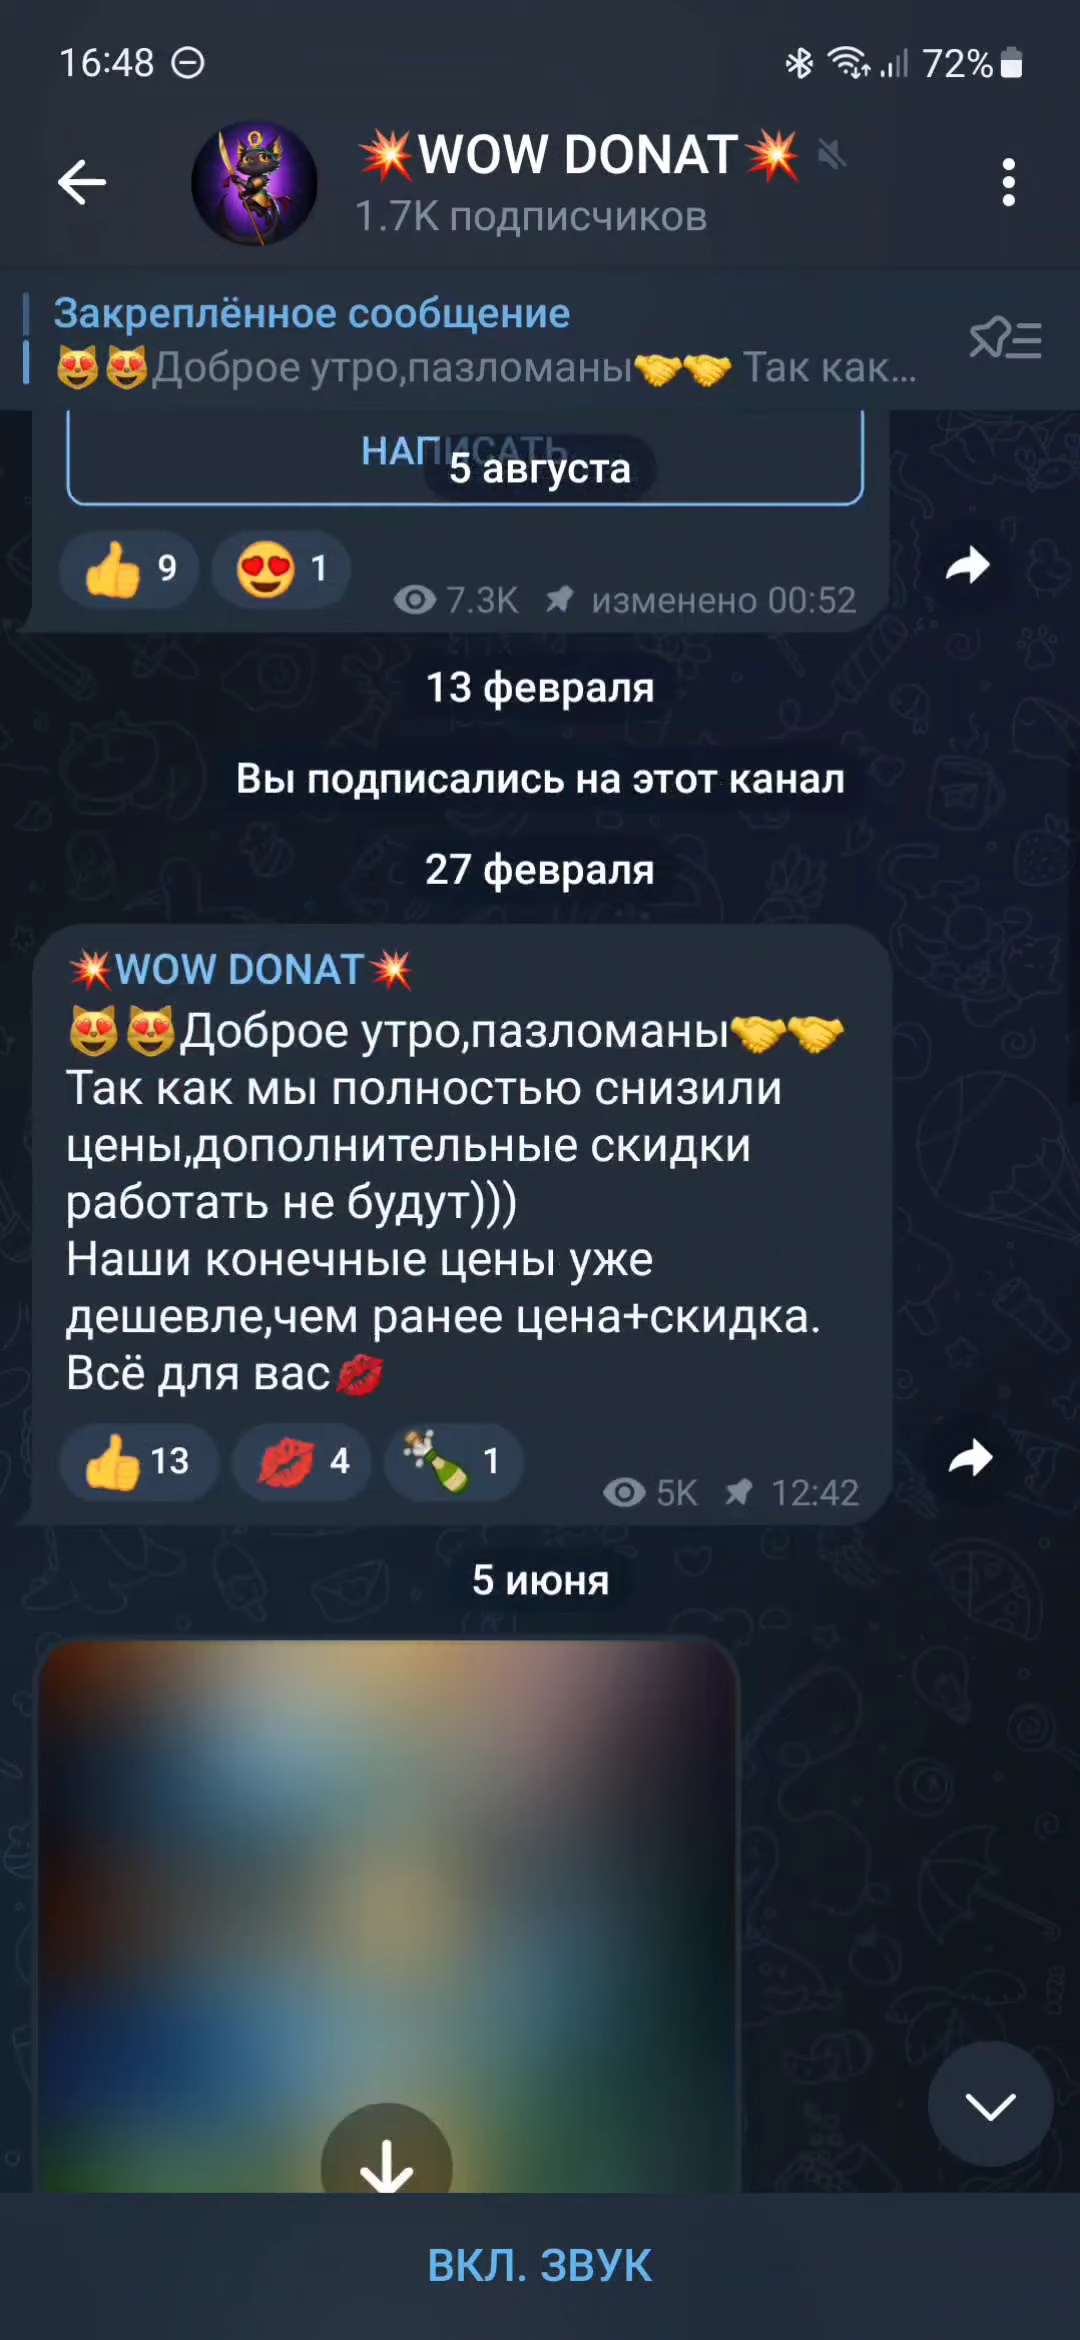 16:48
72%
💥WOW DONAT💥
1.7K подписчиков
Закреплённое сообщение
😻😻Доброе утро,пазломаны🤝🤝 Так как...
НАПИСАТЬ
5 августа
👍 9 😍 1
7.3K изменено 00:52
13 февраля
Вы подписались на этот канал
27 февраля
💥WOW DONAT💥
😻😻Доброе утро,пазломаны🤝🤝
Так как мы полностью снизили
цены,дополнительные скидки
работать не будут)))
Наши конечные цены уже
дешевле,чем ранее цена+скидка.
Всё для вас💋
👍 13 💋 4 🍾 1
5K 12:42
5 июня
ВКЛ. ЗВУК